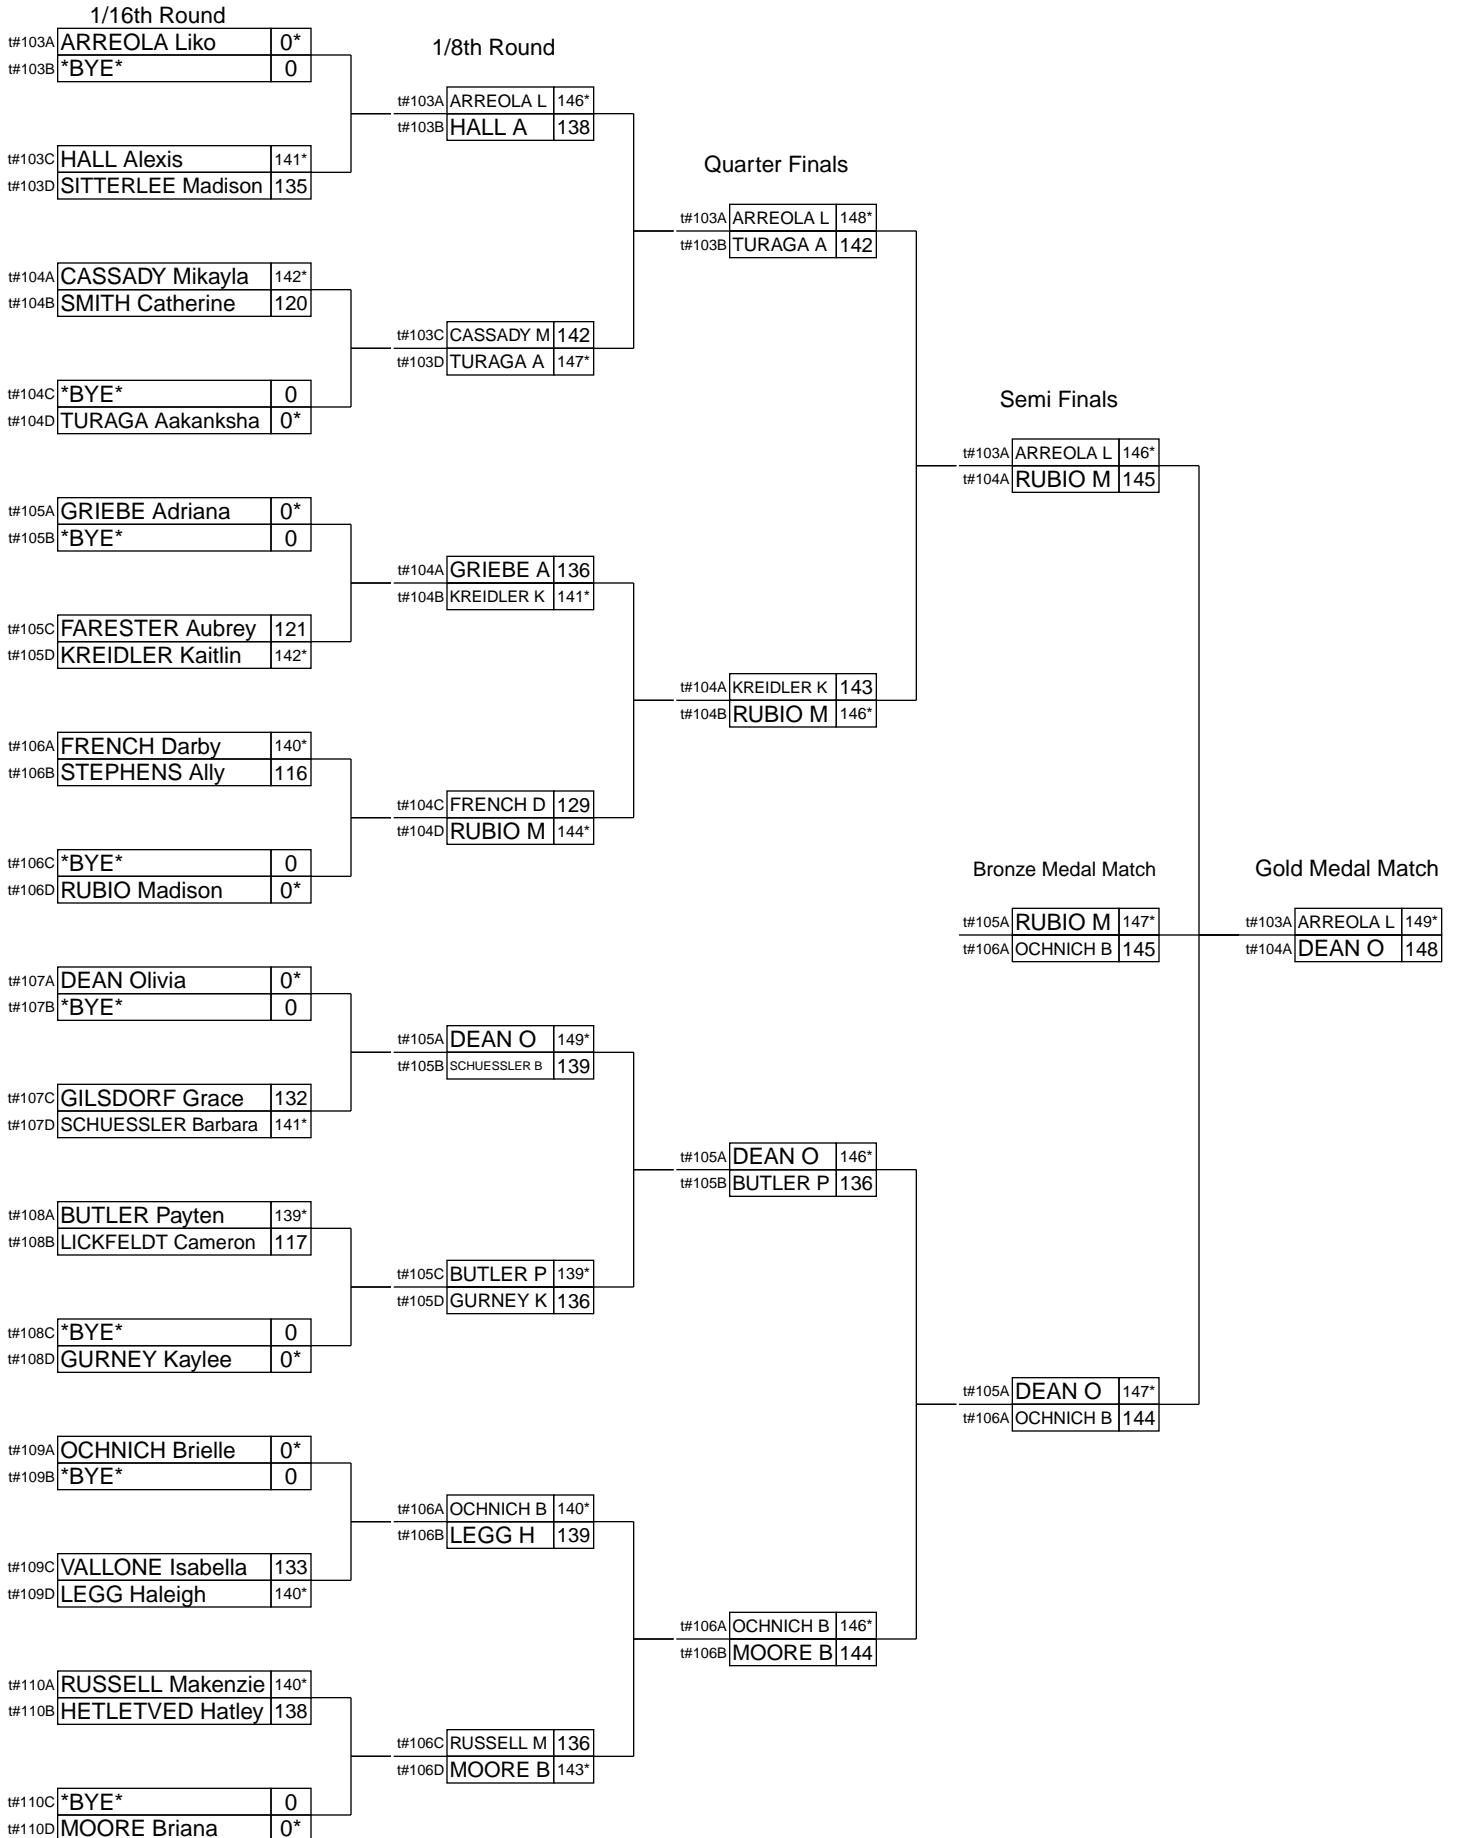 1/16th Round
t#103A ARREOLA Liko 0*
t#103B *BYE* 0
t#103C HALL Alexis 141*
t#103D SITTERLEE Madison 135
t#104A CASSADY Mikayla 142*
t#104B SMITH Catherine 120
t#104C *BYE* 0
t#104D TURAGA Aakanksha 0*
t#105A GRIEBE Adriana 0*
t#105B *BYE* 0
t#105C FARESTER Aubrey 121
t#105D KREIDLER Kaitlin 142*
t#106A FRENCH Darby 140*
t#106B STEPHENS Ally 116
t#106C *BYE* 0
t#106D RUBIO Madison 0*
t#107A DEAN Olivia 0*
t#107B *BYE* 0
t#107C GILSDORF Grace 132
t#107D SCHUESSLER Barbara 141*
t#108A BUTLER Payten 139*
t#108B LICKFELDT Cameron 117
t#108C *BYE* 0
t#108D GURNEY Kaylee 0*
t#109A OCHNICH Brielle 0*
t#109B *BYE* 0
t#109C VALLONE Isabella 133
t#109D LEGG Haleigh 140*
t#110A RUSSELL Makenzie 140*
t#110B HETLETVED Hatley 138
t#110C *BYE* 0
t#110D MOORE Briana 0*
1/8th Round
t#103A ARREOLA L 146*
t#103B HALL A 138
t#103C CASSADY M 142
t#103D TURAGA A 147*
t#104A GRIEBE A 136
t#104B KREIDLER K 141*
t#104C FRENCH D 129
t#104D RUBIO M 144*
t#105A DEAN O 149*
t#105B SCHUESSLER B 139
t#105C BUTLER P 139*
t#105D GURNEY K 136
t#106A OCHNICH B 140*
t#106B LEGG H 139
t#106C RUSSELL M 136
t#106D MOORE B 143*
Quarter Finals
t#103A ARREOLA L 148*
t#103B TURAGA A 142
t#104A KREIDLER K 143
t#104B RUBIO M 146*
t#105A DEAN O 146*
t#105B BUTLER P 136
t#106A OCHNICH B 146*
t#106B MOORE B 144
Semi Finals
t#103A ARREOLA L 146*
t#104A RUBIO M 145
t#105A DEAN O 147*
t#106A OCHNICH B 144
Bronze Medal Match
t#105A RUBIO M 147*
t#106A OCHNICH B 145
Gold Medal Match
t#103A ARREOLA L 149*
t#104A DEAN O 148